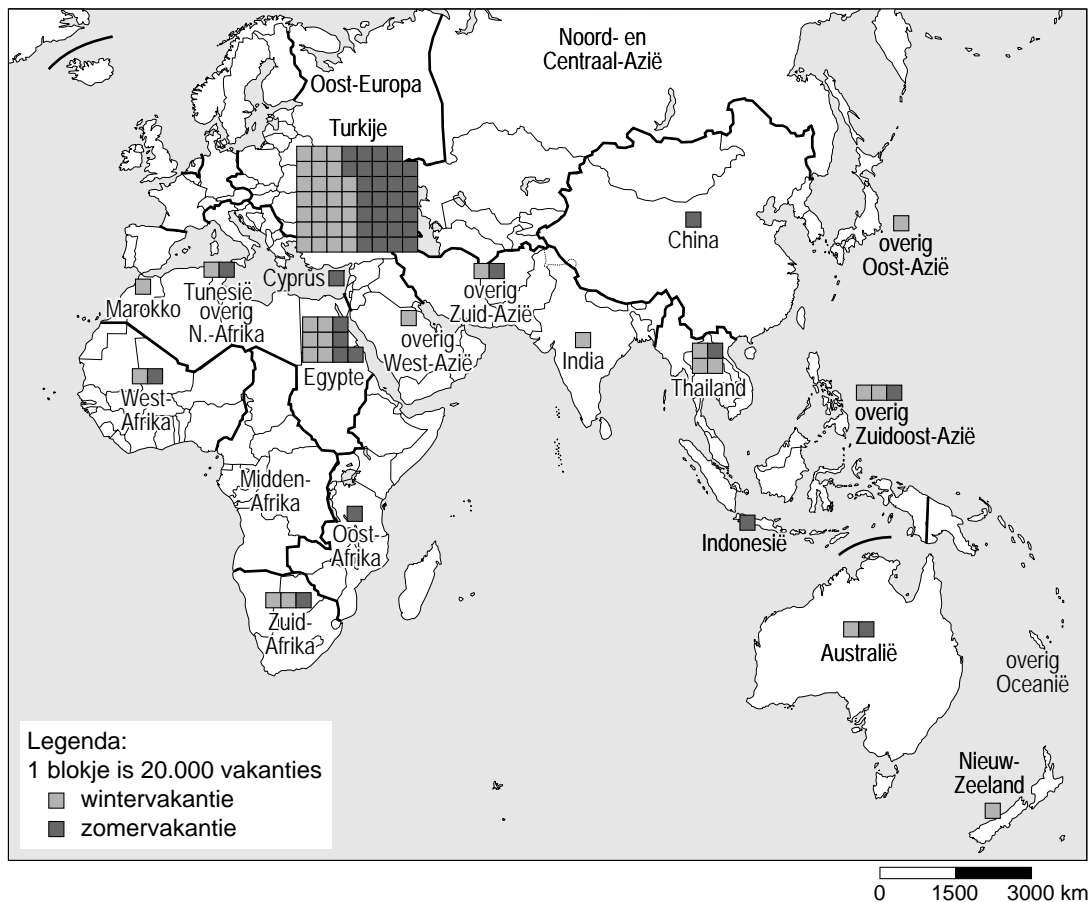 Noord- en
Centraal-Azië
Oost-Europa
Turkije
China
overig
Oost-Azië
Cyprus
Marokko
Tunesië
overig
N.-Afrika
overig
Zuid-Azië
overig
West-Azië
India
Egypte
Thailand
West-
Afrika
overig
Zuidoost-Azië
Midden-
Afrika
Oost-
Afrika
Indonesië
Zuid-
Afrika
Australië
overig
Oceanië
Nieuw-
Zeeland
Legenda:
1 blokje is 20.000 vakanties
wintervakantie
zomervakantie
0 1500 3000 km